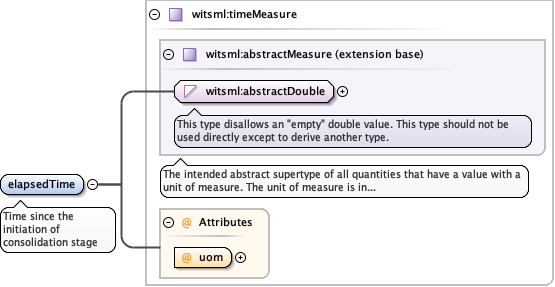 witsml:timeMeasure
witsml:abstractMeasure (extension base)
witsml:abstractDouble
This type disallows an "empty" double value. This type should not be
used directly except to derive another type.
The intended abstract supertype of all quantities that have a value with a
unit of measure. The unit of measure is in...
elapsedTime
Time since the
initiation of
consolidation stage
@ Attributes
@ uom